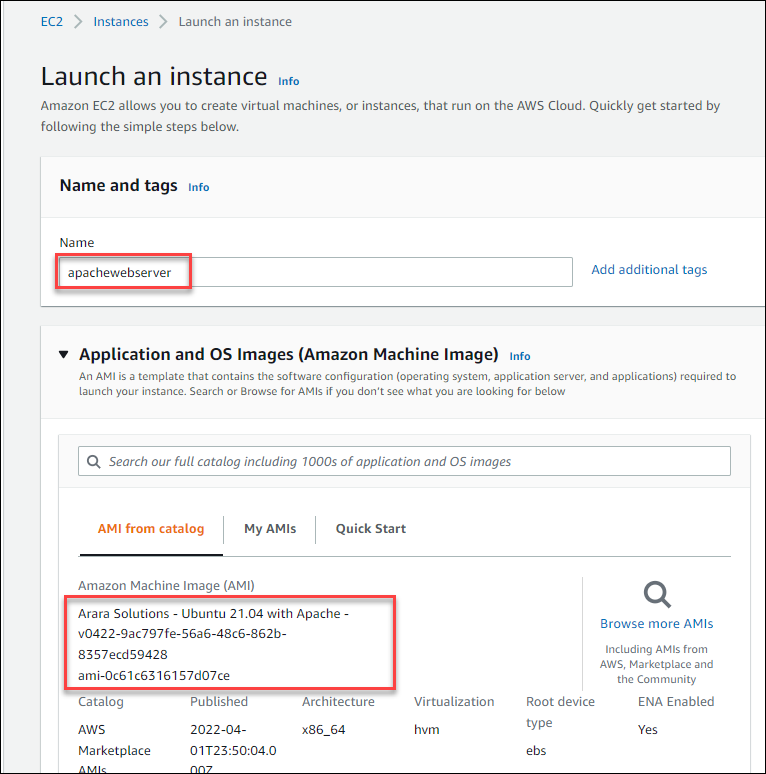 EC2 > Instances > Launch an instance
Launch an instance Info
Amazon EC2 allows you to create virtual machines, or instances, that run on the AWS Cloud. Quickly get started by
following the simple steps below.
Name and tags Info
Name
apachewebserver
Add additional tags
Application and OS Images (Amazon Machine Image) Info
An AMI is a template that contains the software configuration (operating system, application server, and applications) required to
launch your instance. Search or Browse for AMIs if you don't see what you are looking for below
Search our full catalog including 1000s of application and OS images
AMI from catalog
My AMIs
Quick Start
Amazon Machine Image (AMI)
Arara Solutions - Ubuntu 21.04 with Apache -
v0422-9ac797fe-56a6-48c6-862b-
8357ecd59428
ami-0c61c6316157d07ce
Browse more AMIs
Including AMIs from
AWS, Marketplace and
the Community
Catalog
AWS
Marketplace
AMIs
Published
2022-04-
01T23:50:04.0
00Z
Architecture
x86_64
Virtualization
hvm
Root device
type
ebs
ENA Enabled
Yes